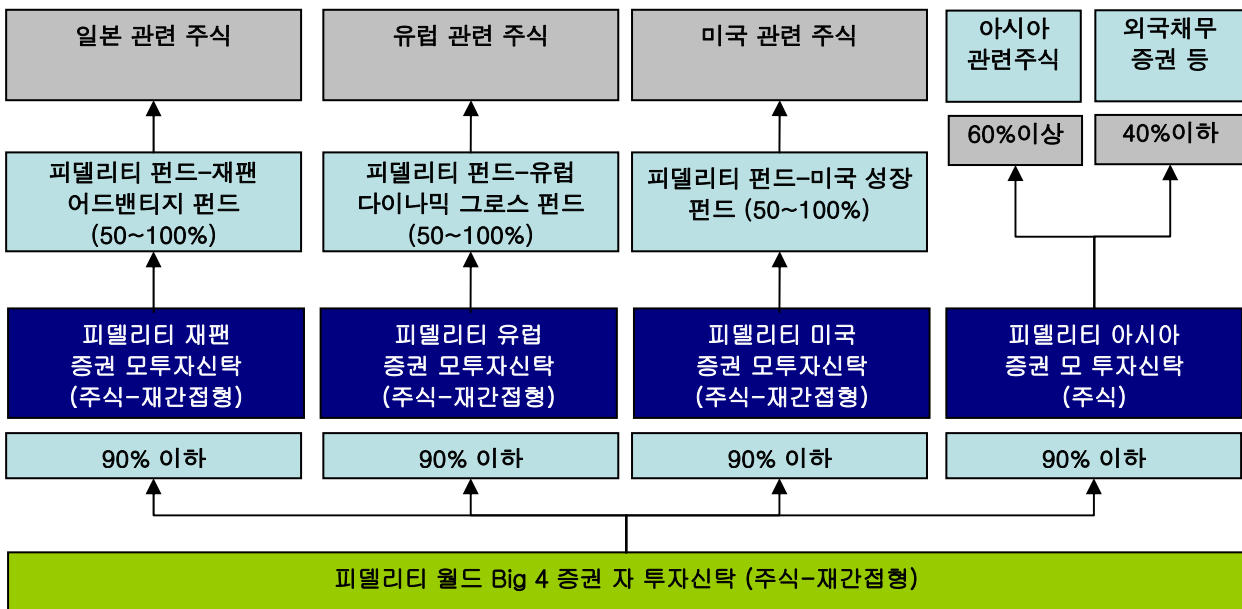 일본 관련 주식
유럽 관련 주식
미국 관련 주식
아시아
관련주식
외국채무
증권 등
60%이상
40%이하
피델리티 펀드-재팬
어드밴티지 펀드
(50~100%)
피델리티 펀드-유럽
다이나믹 그로스 펀드
(50~100%)
피델리티 펀드-미국 성장
펀드 (50~100%)
피델리티 재팬
증권 모투자신탁
(주식-재간접형)
피델리티 유럽
증권 모투자신탁
(주식-재간접형)
피델리티 미국
증권 모투자신탁
(주식-재간접형)
피델리티 아시아
증권 모 투자신탁
(주식)
90% 이하
90% 이하
90% 이하
90% 이하
피델리티 월드 Big 4 증권 자 투자신탁 (주식-재간접형)